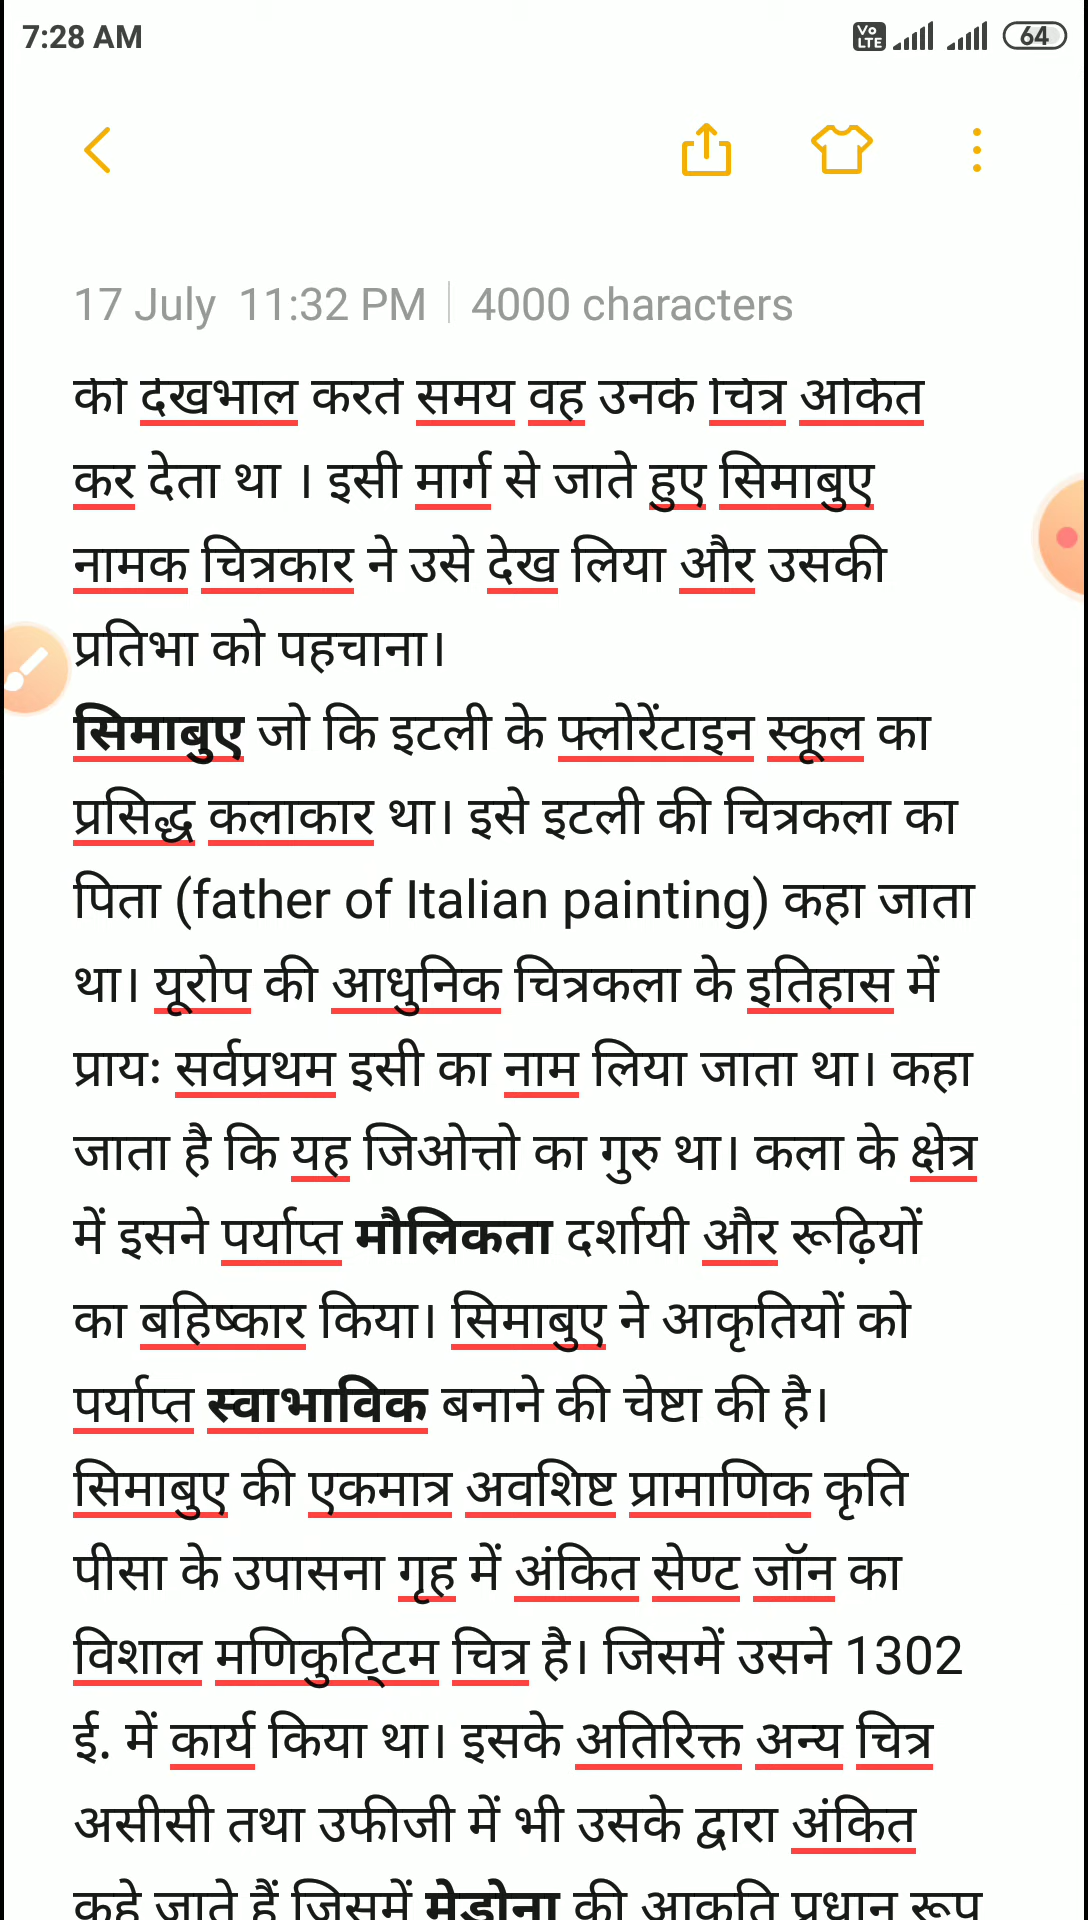 7:28 AM
Vo LTE
64
17 July 11:32 PM | 4000 characters
की देखभाल करते समय वह उनके चित्र अंकित
कर देता था । इसी मार्ग से जाते हुए सिमाबुए
नामक चित्रकार ने उसे देख लिया और उसकी
प्रतिभा को पहचाना।
सिमाबुए जो कि इटली के फ्लोरेंटाइन स्कूल का
प्रसिद्ध कलाकार था। इसे इटली की चित्रकला का
पिता (father of Italian painting) कहा जाता
था। यूरोप की आधुनिक चित्रकला के इतिहास में
प्रायः सर्वप्रथम इसी का नाम लिया जाता था। कहा
जाता है कि यह जिओत्तो का गुरु था। कला के क्षेत्र
में इसने पर्याप्त मौलिकता दर्शायी और रूढ़ियों
का बहिष्कार किया। सिमाबुए ने आकृतियों को
पर्याप्त स्वाभाविक बनाने की चेष्टा की है।
सिमाबुए की एकमात्र अवशिष्ट प्रामाणिक कृति
पीसा के उपासना गृह में अंकित सेण्ट जॉन का
विशाल मणिकुट्टिम चित्र है। जिसमें उसने 1302
ई. में कार्य किया था। इसके अतिरिक्त अन्य चित्र
असीसी तथा उफीजी में भी उसके द्वारा अंकित
कहे जाते हैं जिसमें मेडोना की आकृति प्रधान रूप